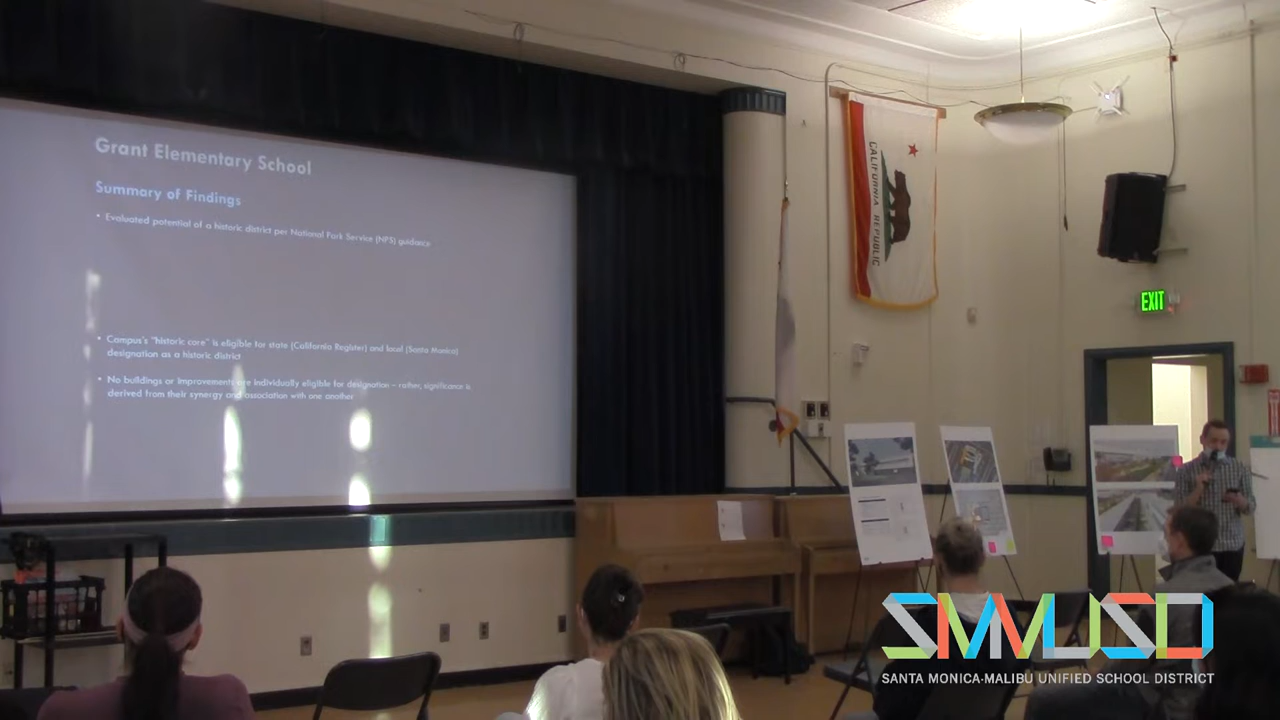 Grant Elementary School
Summary of Findings
• Evaluated potential of a historic district per National Park Service (NPS) guidance
• Campus's "historic core" is eligible for state (California Register) and local (Santa Monica)
designation as a historic district
• No buildings or improvements are individually eligible for designation – rather, significance is
derived from their synergy and association with one another
CALIFORNIA REPUBLIC
EXIT
SMMUSD
SANTA MONICA-MALIBU UNIFIED SCHOOL DISTRICT